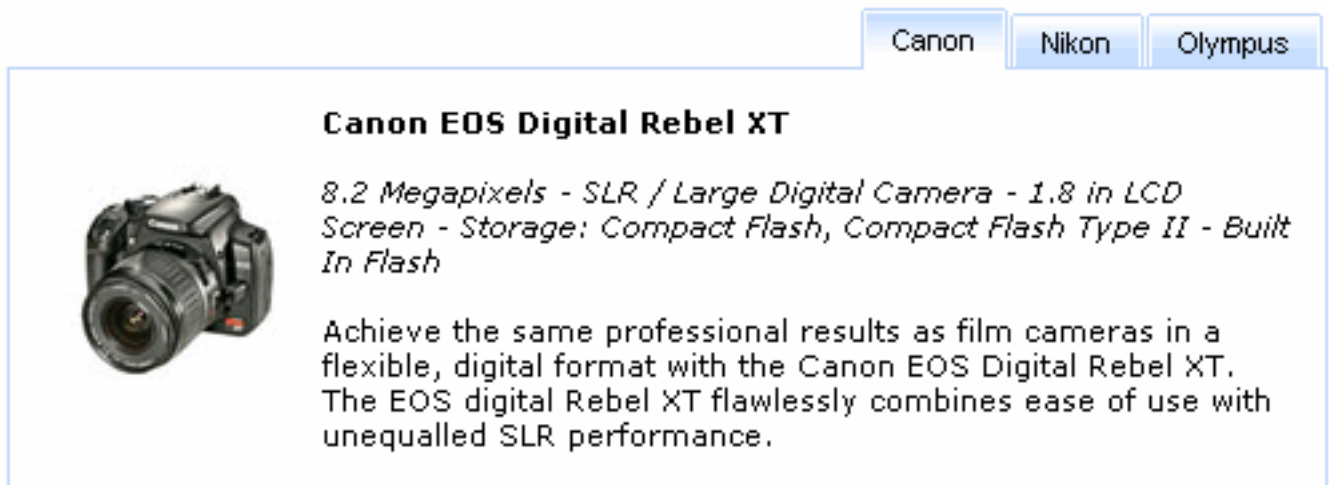 Canon Nikon Olympus
Canon EOS Digital Rebel XT
8.2 Megapixels - SLR / Large Digital Camera - 1.8 in LCD
Screen - Storage: Compact Flash, Compact Flash Type II - Built
In Flash
Achieve the same professional results as film cameras in a
flexible, digital format with the Canon EOS Digital Rebel XT.
The EOS digital Rebel XT flawlessly combines ease of use with
unequalled SLR performance.